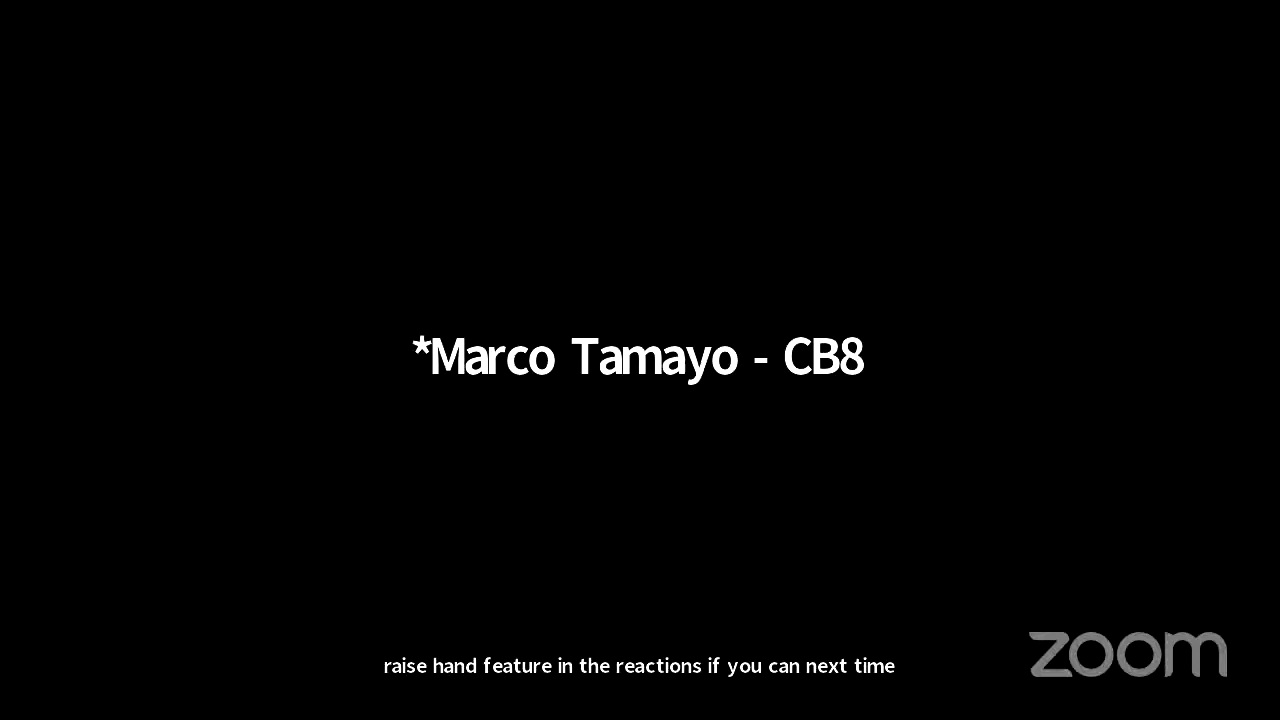 *Marco Tamayo - CB8
raise hand feature in the reactions if you can next time
zoom